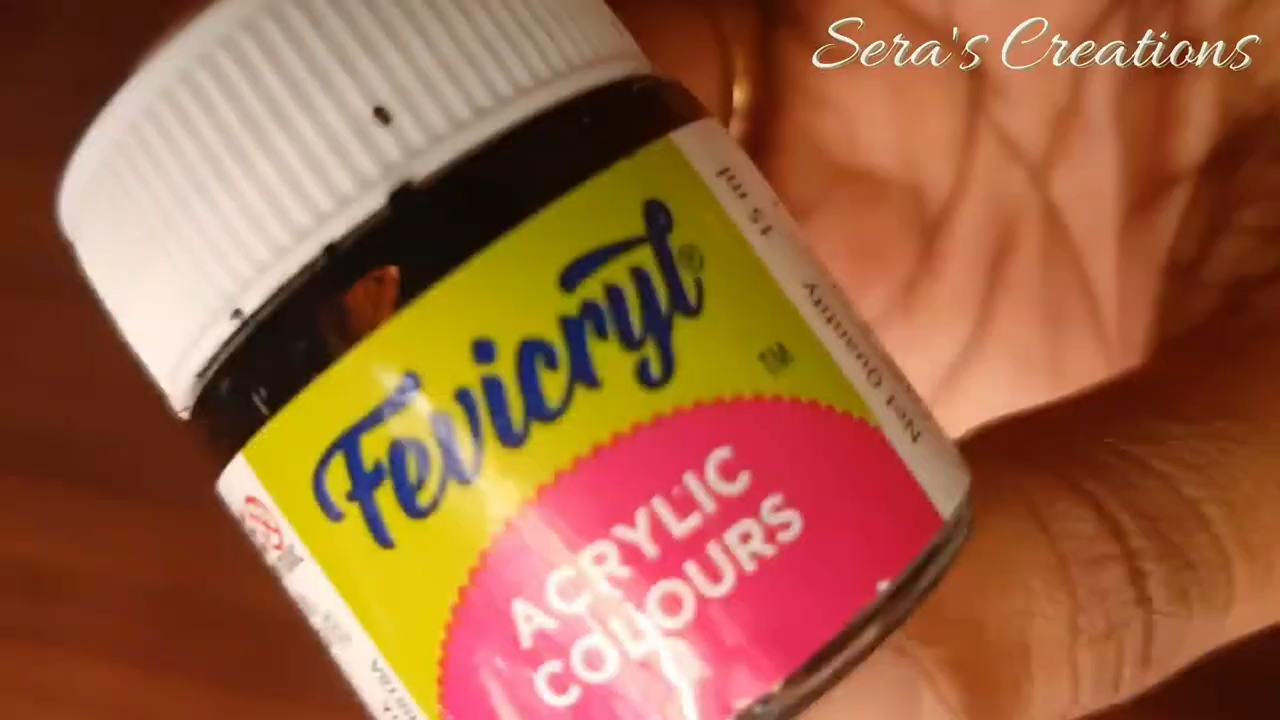 Sera's Creations
Fevicryl®
TM
ACRYLIC
COLOURS
Net Quantity 15 ml